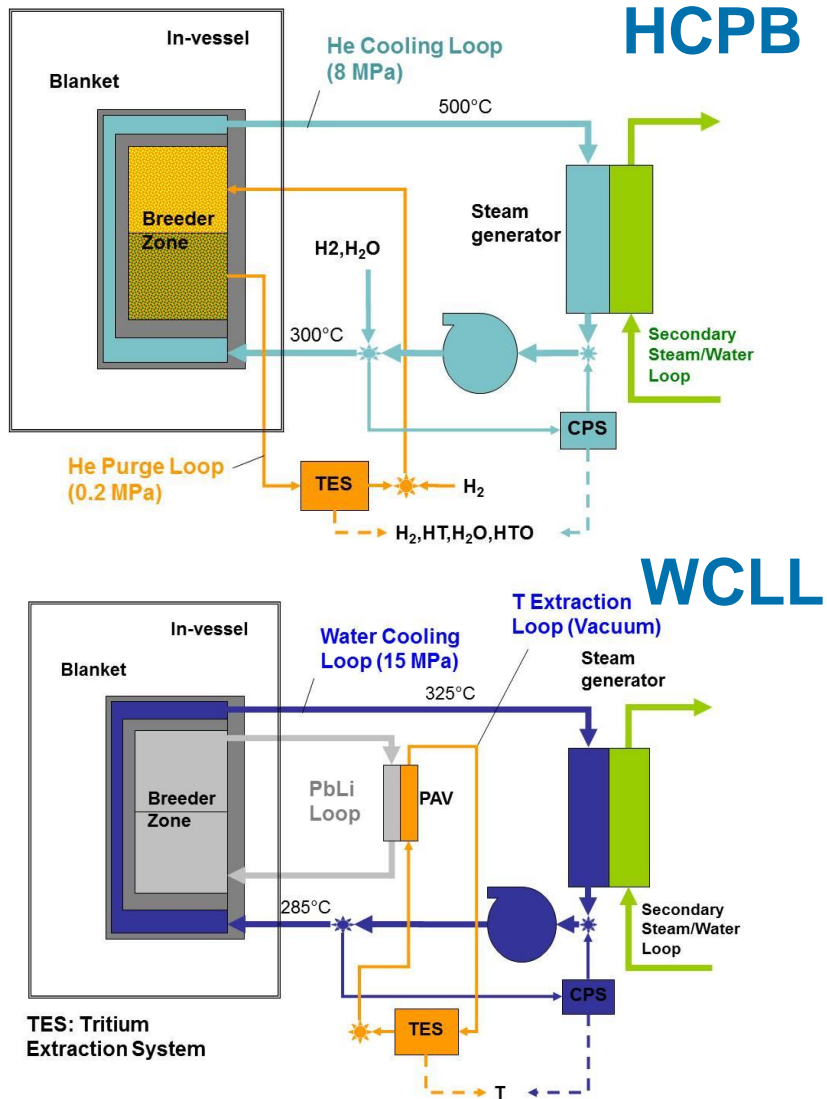 HCPB
In-vessel
He Cooling Loop
(8 MPa)
Blanket
500°C
Breeder
Zone
Steam
generator
H2,H₂O
300°C
Secondary
Steam/Water
Loop
CPS
He Purge Loop
(0.2 MPa)
TES
H₂
H₂,HT,H₂O,HTO
WCLL
T Extraction
Loop (Vacuum)
In-vessel
Water Cooling
Loop (15 MPa)
Steam
generator
Blanket
325°C
Breeder
Zone
PbLi
Loop
PAV
285°C
Secondary
Steam/Water
Loop
CPS
TES: Tritium
Extraction System
TES
T